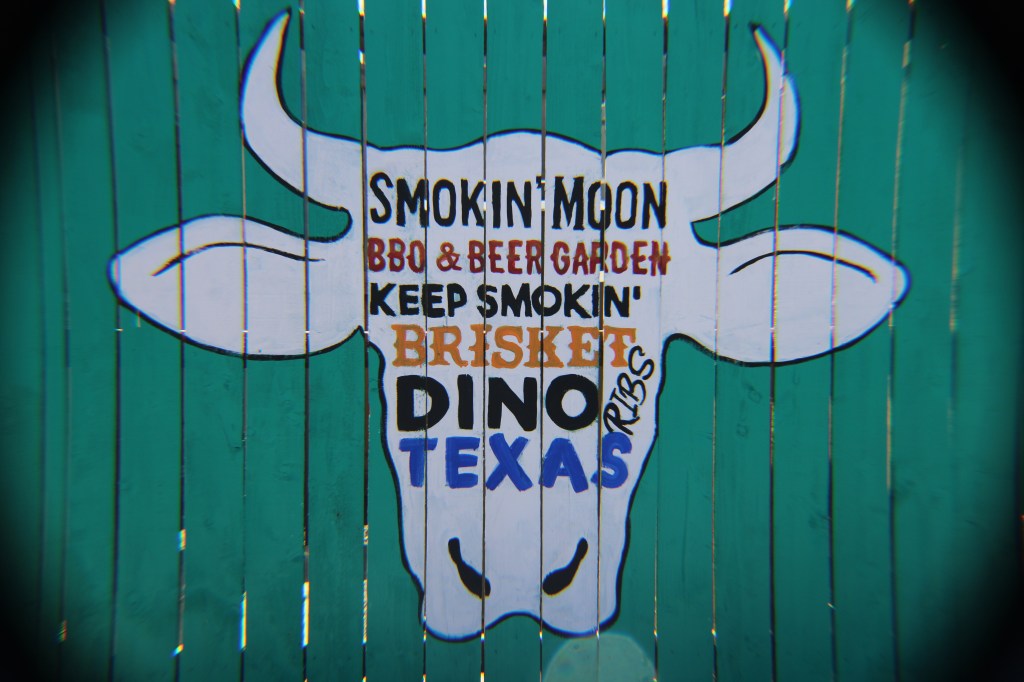 SMOKIN' MOON
BBQ & BEER GARDEN
KEEP SMOKIN'
BRISKET
DINO RIBS
TEXAS